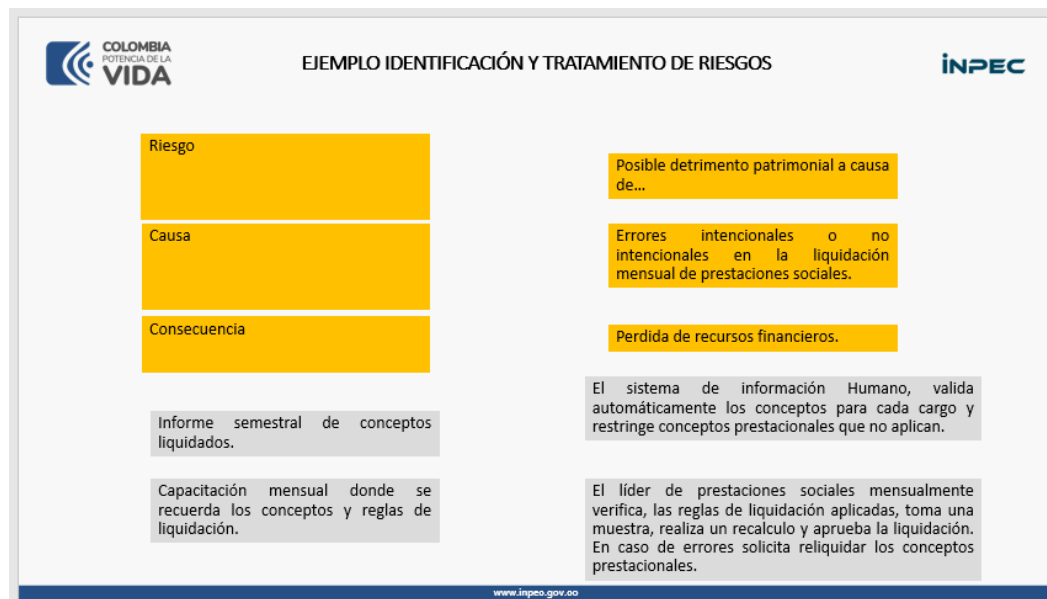 COLOMBIA
POTENCIA DE LA
VIDA
EJEMPLO IDENTIFICACIÓN Y TRATAMIENTO DE RIESGOS
INPEC
Riesgo
Posible detrimento patrimonial a causa
de...
Causa
Errores intencionales o no
intencionales en la liquidación
mensual de prestaciones sociales.
Consecuencia
Perdida de recursos financieros.
Informe semestral de conceptos
liquidados.
El sistema de información Humano, valida
automáticamente los conceptos para cada cargo y
restringe conceptos prestacionales que no aplican.
Capacitación mensual donde se
recuerda los conceptos y reglas de
liquidación.
El líder de prestaciones sociales mensualmente
verifica, las reglas de liquidación aplicadas, toma una
muestra, realiza un recalculo y aprueba la liquidación.
En caso de errores solicita reliquidar los conceptos
prestacionales.
www.inpec.gov.co